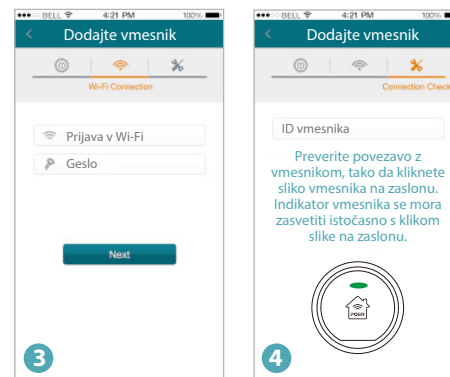 BELL 4:21 PM 100%
Dodajte vmesnik
Wi-Fi Connection
Prijava v Wi-Fi
Geslo
Next
3
BELL 4:21 PM 100%
Dodajte vmesnik
Connection Check
ID vmesnika
Preverite povezavo z
vmesnikom, tako da kliknete
sliko vmesnika na zaslonu.
Indikator vmesnika se mora
zasvetiti istočasno s klikom
slike na zaslonu.
POER
4